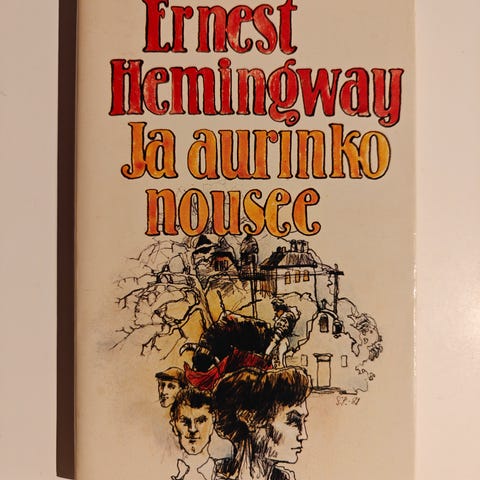 Ernest
Hemingway
Ja aurinko
nousee